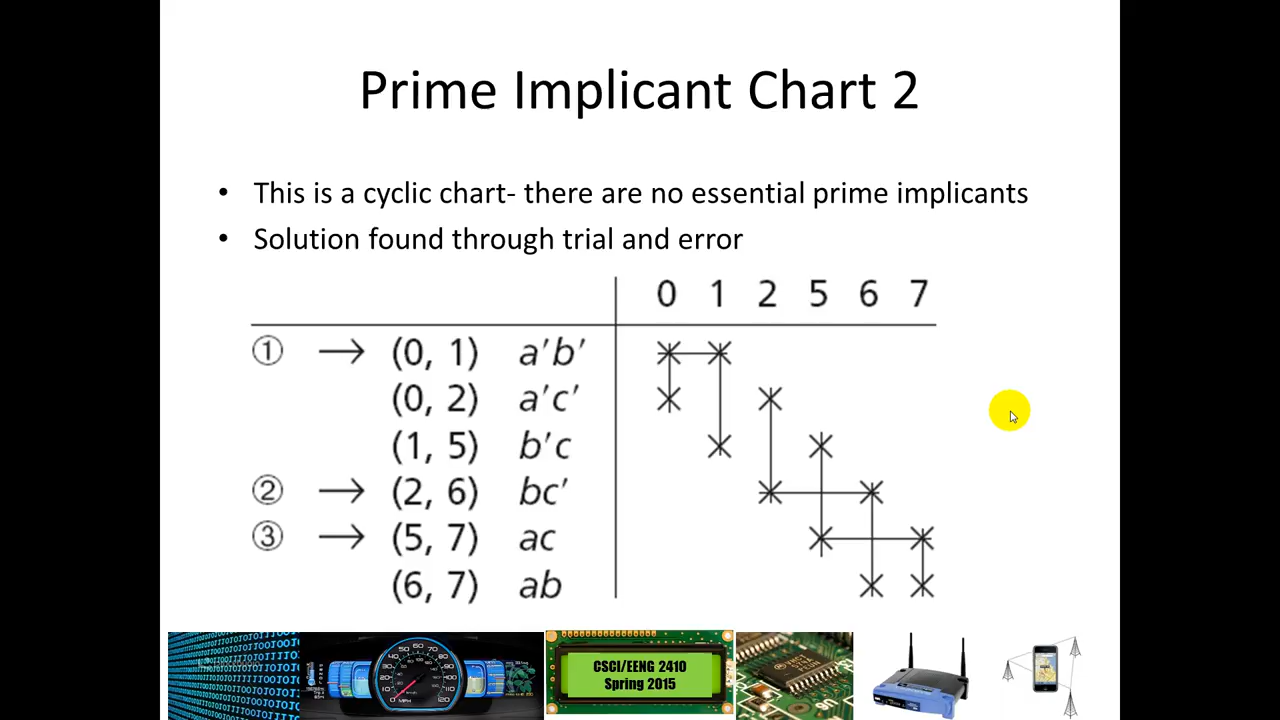 Prime Implicant Chart 2
• This is a cyclic chart- there are no essential prime implicants
• Solution found through trial and error
0 1 2 5 6 7
① → (0, 1) a′b′
(0, 2) a′c′
(1, 5) b′c
② → (2, 6) bc′
③ → (5, 7) ac
(6, 7) ab
CSCI/EENG 2410
Spring 2015